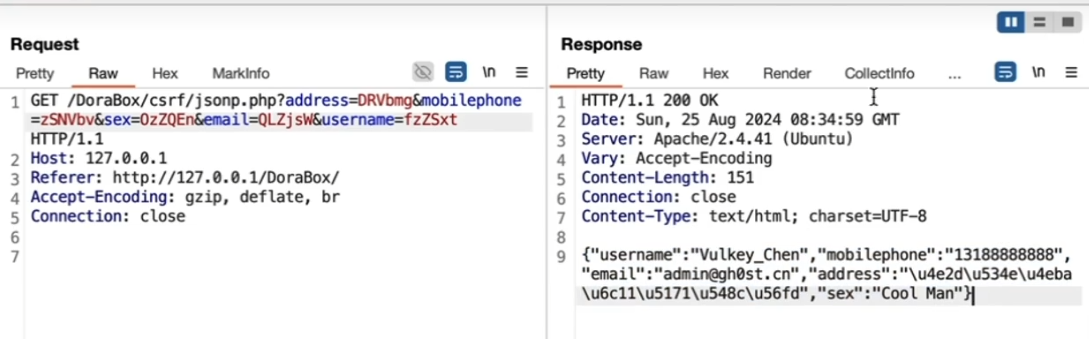 Request
Pretty Raw Hex MarkInfo \n
1 GET /DoraBox/csrf/jsonp.php?address=DRVbmg&mobilephone
=zSNVbv&sex=OzZQEn&email=QLZjsW&username=fzZSxt
HTTP/1.1
2 Host: 127.0.0.1
3 Referer: http://127.0.0.1/DoraBox/
4 Accept-Encoding: gzip, deflate, br
5 Connection: close
6
7
Response
Pretty Raw Hex Render CollectInfo ... \n
1 HTTP/1.1 200 OK
2 Date: Sun, 25 Aug 2024 08:34:59 GMT
3 Server: Apache/2.4.41 (Ubuntu)
4 Vary: Accept-Encoding
5 Content-Length: 151
6 Connection: close
7 Content-Type: text/html; charset=UTF-8
8
9 {"username":"Vulkey_Chen","mobilephone":"13188888888",
"email":"admin@gh0st.cn","address":"\u4e2d\u534e\u4eba
\u6c11\u5171\u548c\u56fd","sex":"Cool Man"}